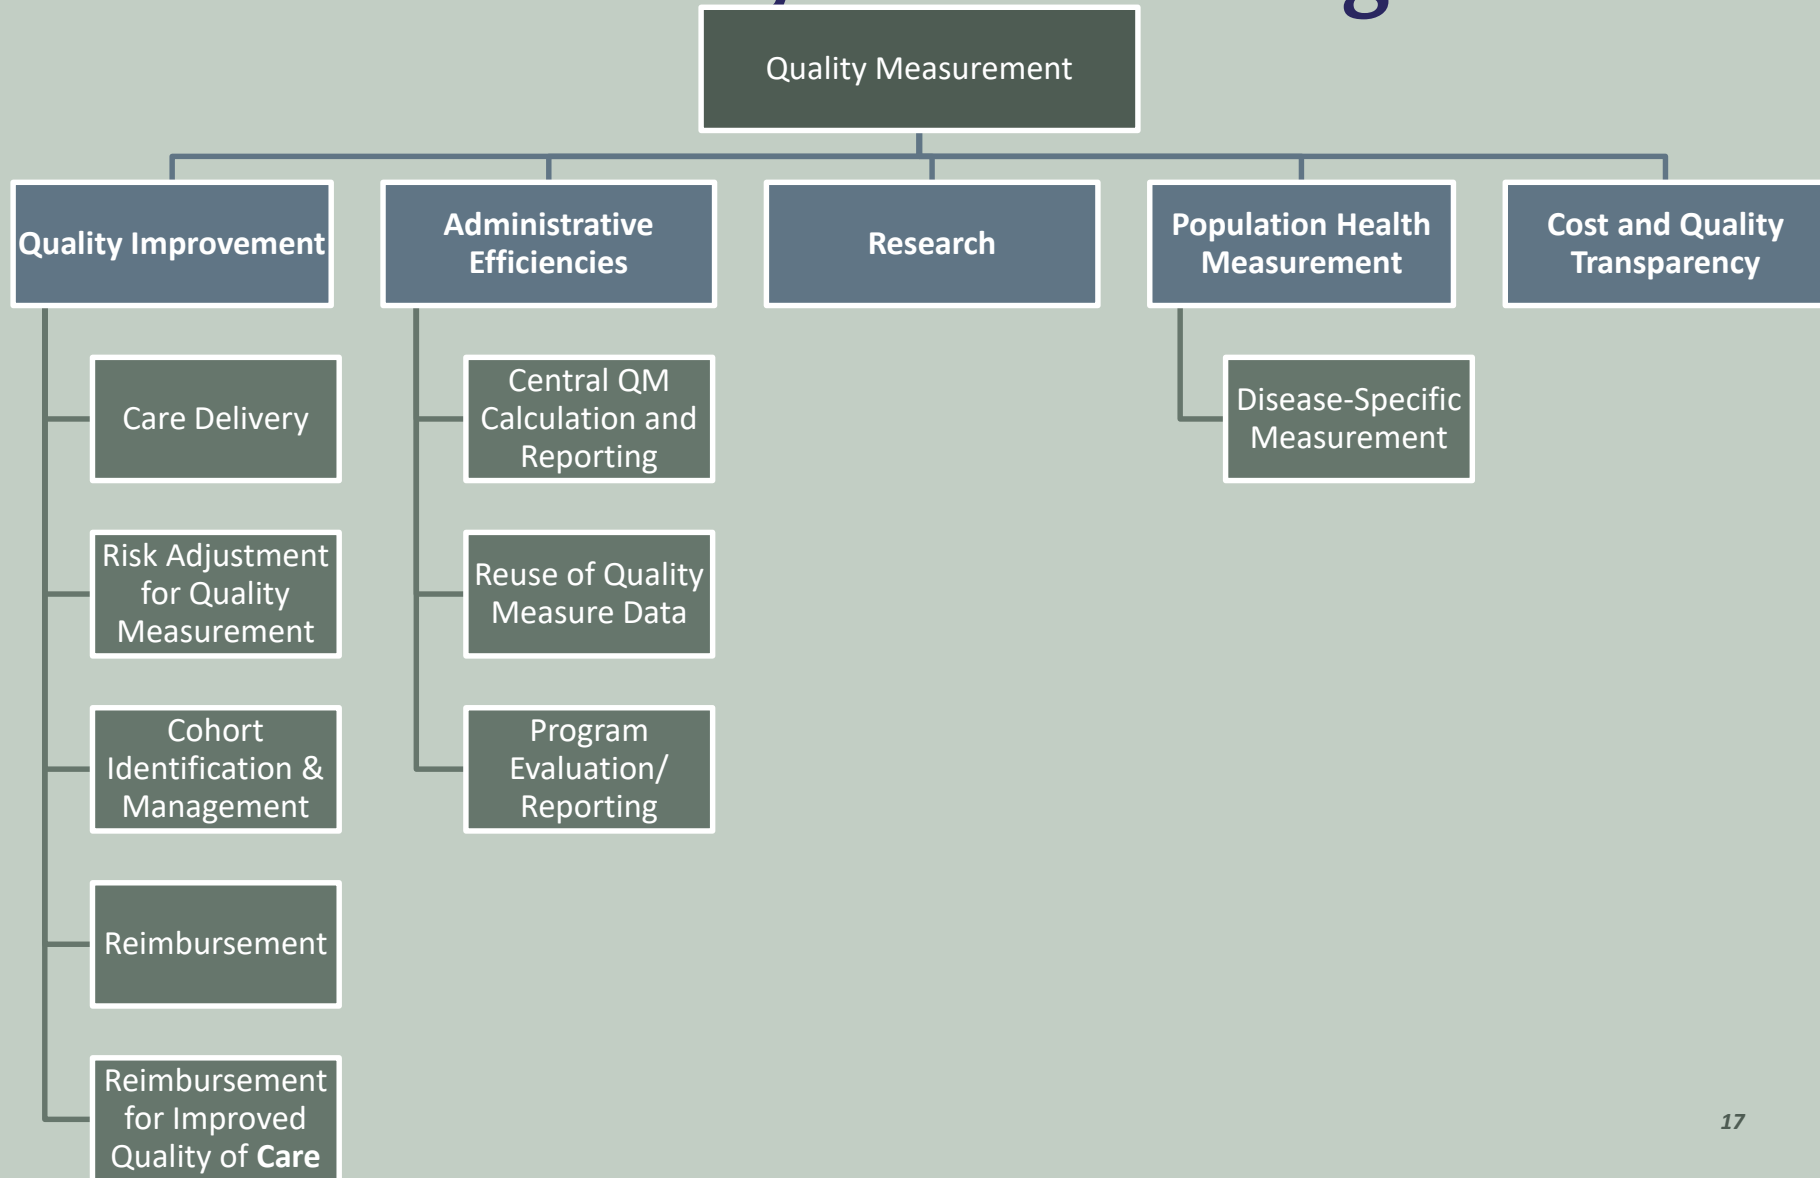 Quality Measurement
Quality Improvement
Administrative
Efficiencies
Research
Population Health
Measurement
Cost and Quality
Transparency
Care Delivery
Risk Adjustment
for Quality
Measurement
Cohort
Identification &
Management
Reimbursement
Reimbursement
for Improved
Quality of Care
Central QM
Calculation and
Reporting
Reuse of Quality
Measure Data
Program
Evaluation/
Reporting
Disease-Specific
Measurement
17